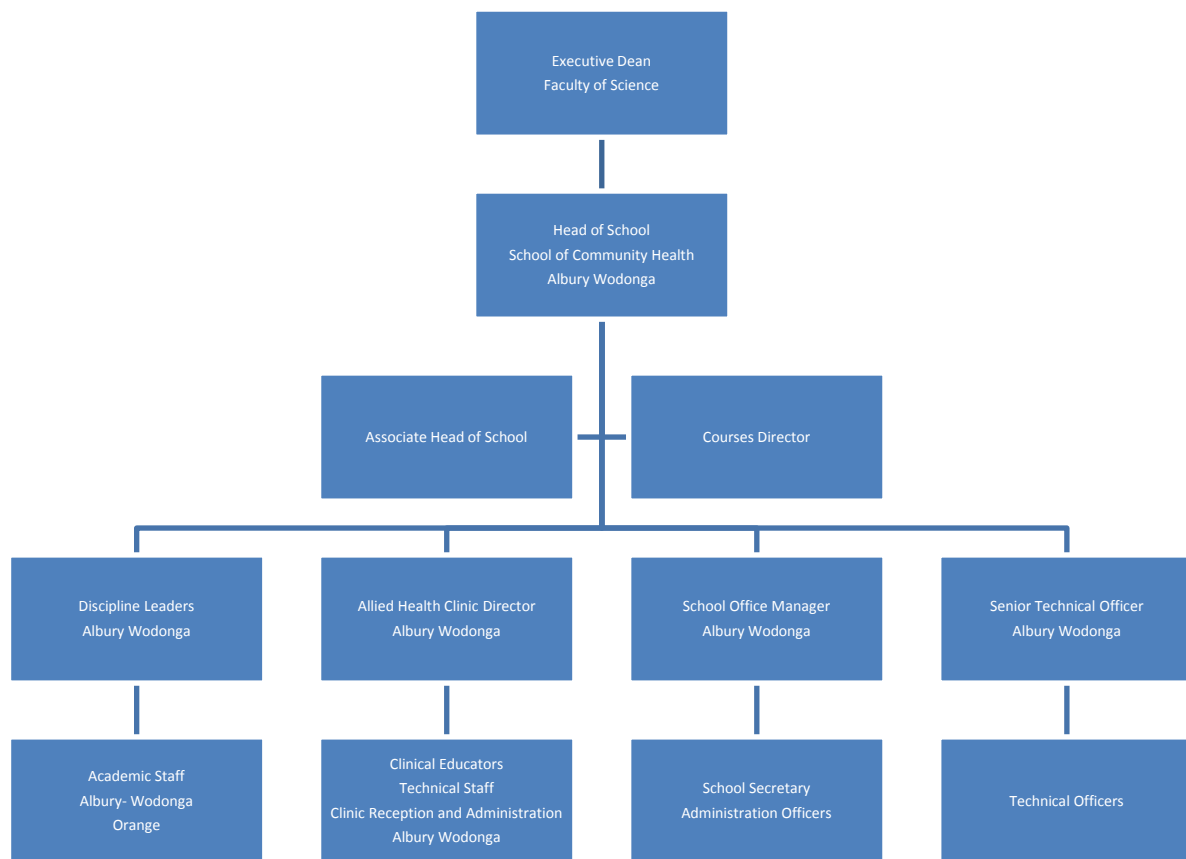 Executive Dean
Faculty of Science
Head of School
School of Community Health
Albury Wodonga
Associate Head of School
Courses Director
Discipline Leaders
Albury Wodonga
Allied Health Clinic Director
Albury Wodonga
School Office Manager
Albury Wodonga
Senior Technical Officer
Albury Wodonga
Academic Staff
Albury- Wodonga
Orange
Clinical Educators
Technical Staff
Clinic Reception and Administration
Albury Wodonga
School Secretary
Administration Officers
Technical Officers